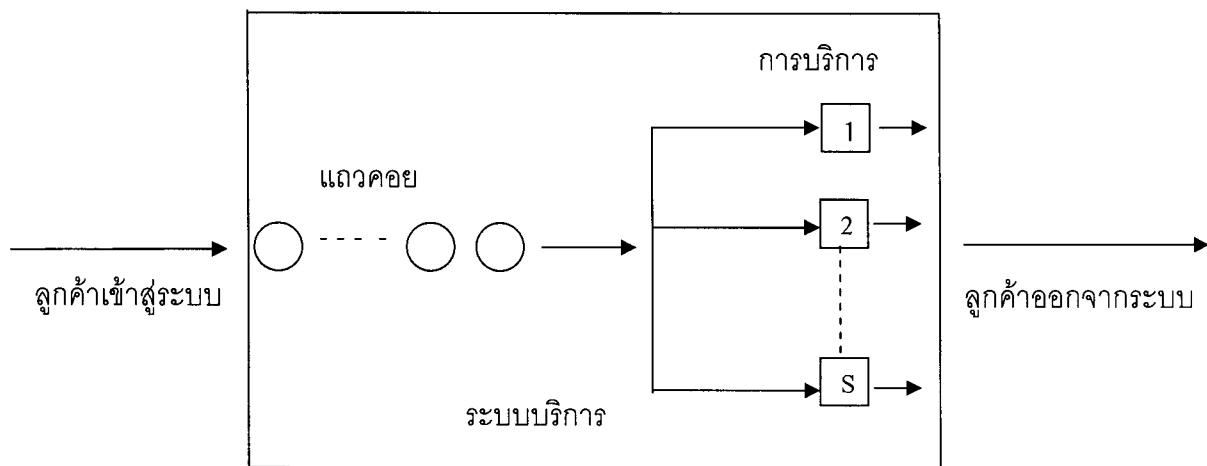 การบริการ
1
แถวคอย
2
ลูกค้าเข้าสู่ระบบ
ลูกค้าออกจากระบบ
S
ระบบบริการ